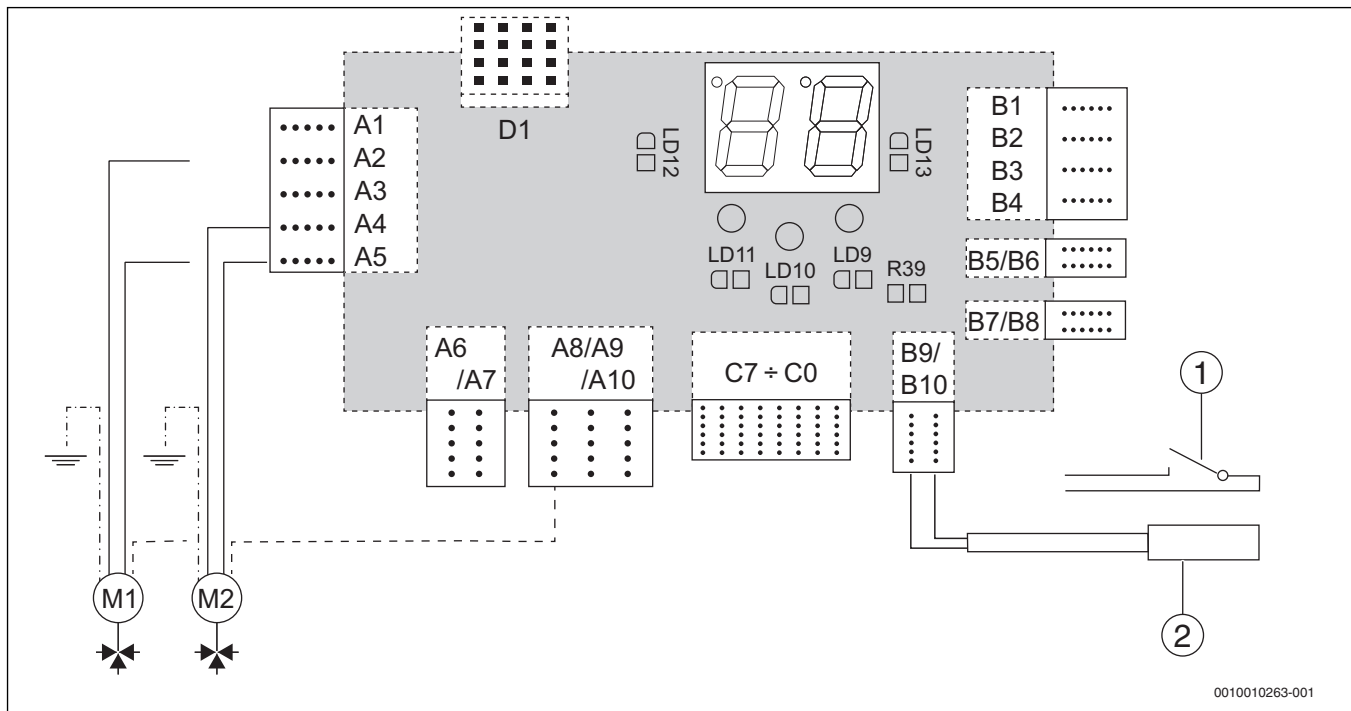 D1
A1
A2
A3
A4
A5
LD12
LD13
B1
B2
B3
B4
LD11
LD10
LD9
R39
B5/B6
B7/B8
A6
/A7
A8/A9
/A10
C7 ÷ C0
B9/
B10
1
M1
M2
2
0010010263-001